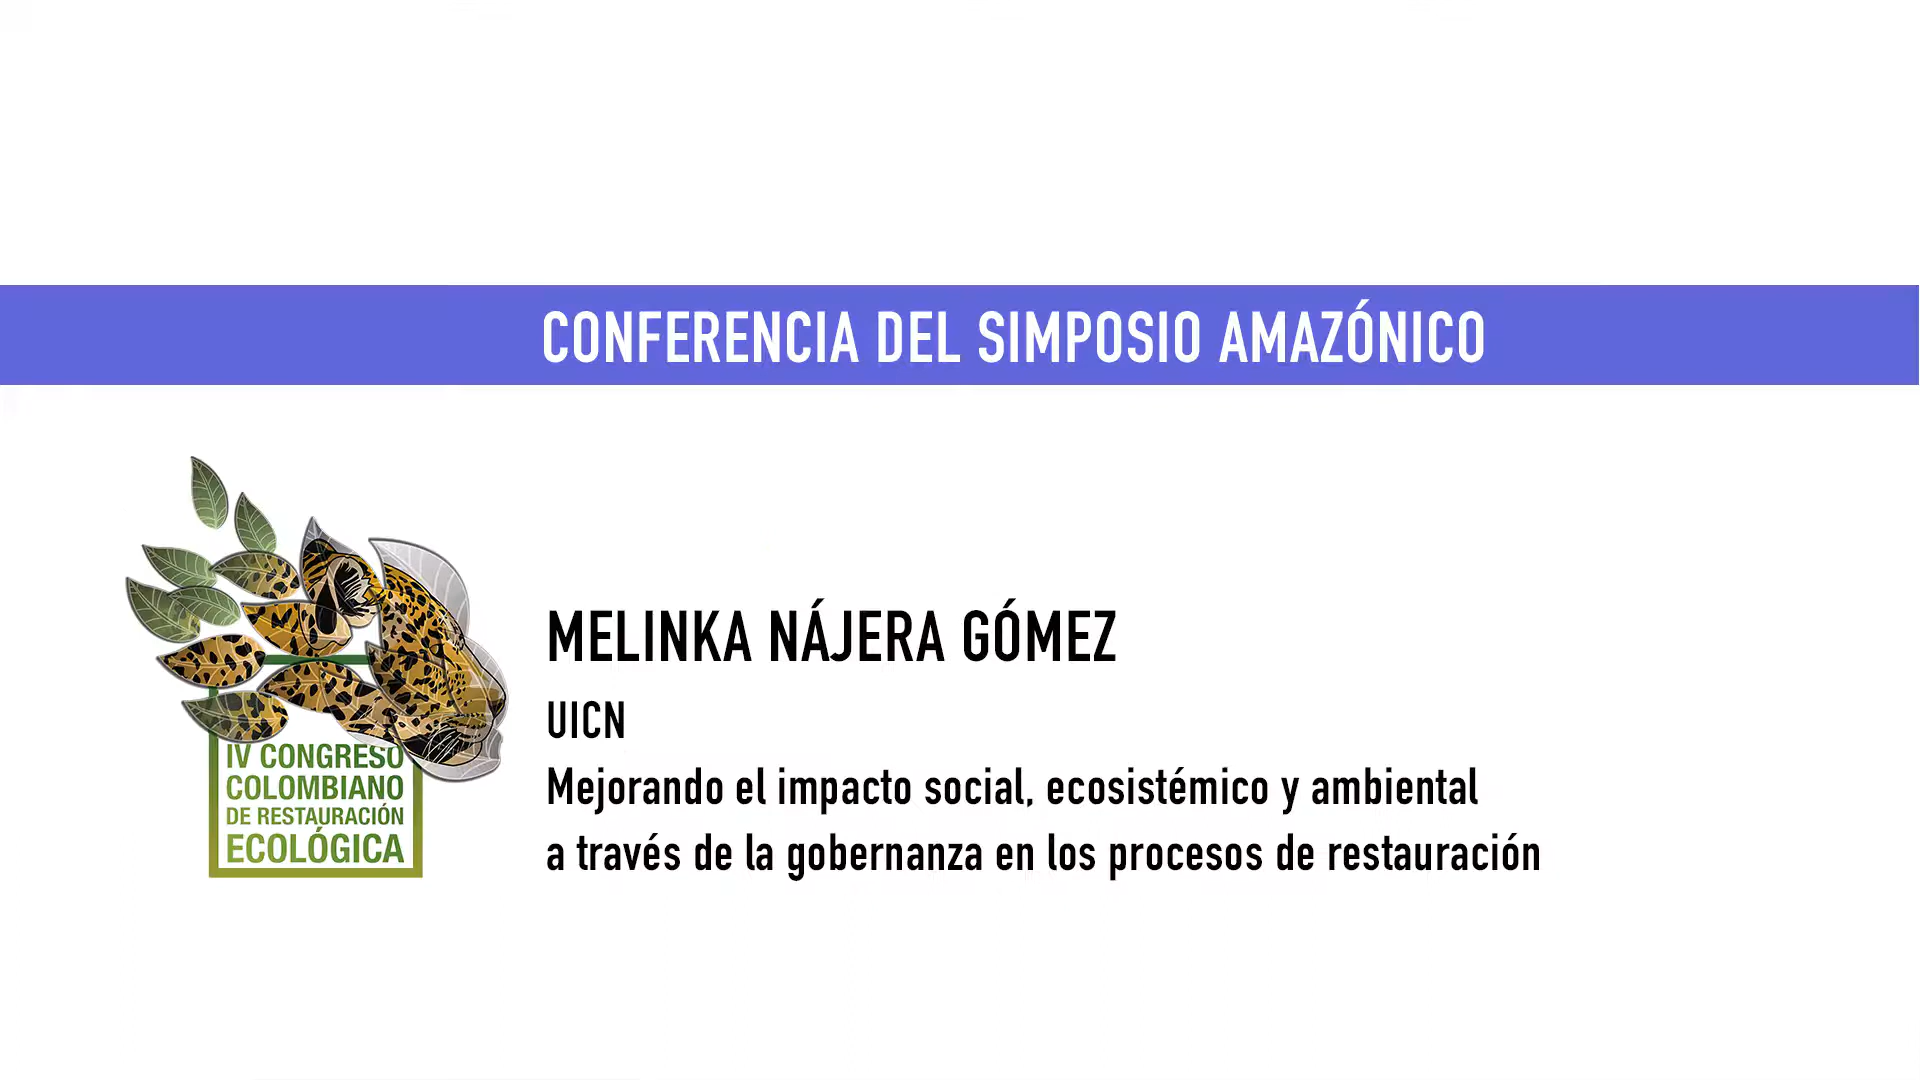 CONFERENCIA DEL SIMPOSIO AMAZÓNICO
MELINKA NÁJERA GÓMEZ
UICN
Mejorando el impacto social, ecosistémico y ambiental
a través de la gobernanza en los procesos de restauración
IV CONGRESO
COLOMBIANO
DE RESTAURACIÓN
ECOLÓGICA